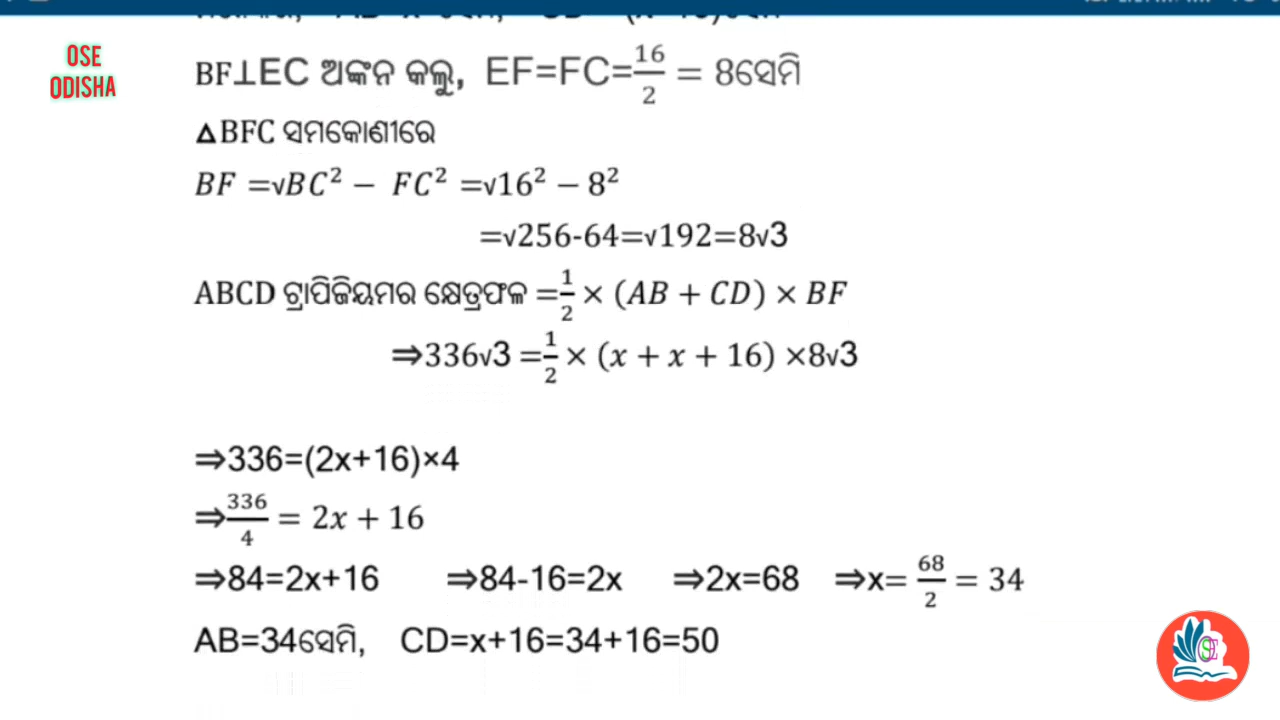 OSE
ODISHA
BF⊥EC ଅଙ୍କନ କଲୁ, EF=FC=16/2 = 8ସେମି
△BFC ସମକୋଣୀରେ
BF =√BC² − FC² =√16² − 8²
=√256-64=√192=8√3
ABCD ଟ୍ରାପିଜିୟମର କ୍ଷେତ୍ରଫଳ =1/2 × (AB + CD) × BF
⇒336√3 =1/2 × (x + x + 16) ×8√3
⇒336=(2x+16)×4
⇒336/4 = 2x + 16
⇒84=2x+16 ⇒84-16=2x ⇒2x=68 ⇒x= 68/2 = 34
AB=34ସେମି, CD=x+16=34+16=50